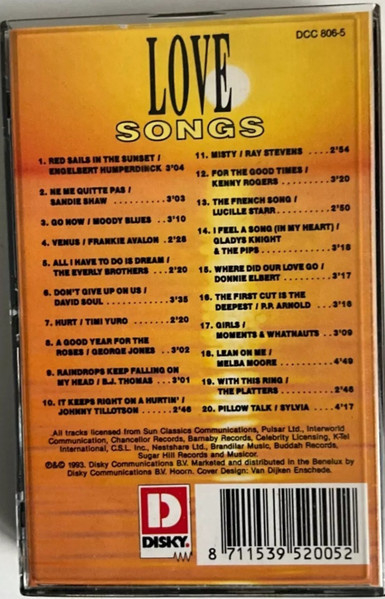 DCC 806-5
LOVE
SONGS
1. RED SAILS IN THE SUNSET /
ENGELBERT HUMPERDINCK 3'04
2. NE ME QUITTE PAS /
SANDIE SHAW .......... 3'03
3. GO NOW / MOODY BLUES .. 3'10
4. VENUS / FRANKIE AVALON . 2'28
5. ALL I HAVE TO DO IS DREAM /
THE EVERLY BROTHERS ... 2'20
6. DON'T GIVE UP ON US /
DAVID SOUL ........... 3'35
7. HURT / TIMI YURO ....... 2'20
8. A GOOD YEAR FOR THE
ROSES / GEORGE JONES .. 3'02
9. RAINDROPS KEEP FALLING ON
MY HEAD / B.J. THOMAS ... 3'01
10. IT KEEPS RIGHT ON A HURTIN' /
JOHNNY TILLOTSON ...... 2'46
11. MISTY / RAY STEVENS .... 2'54
12. FOR THE GOOD TIMES /
KENNY ROGERS ......... 3'20
13. THE FRENCH SONG /
LUCILLE STARR ......... 2'50
14. I FEEL A SONG (IN MY HEART) /
GLADYS KNIGHT
& THE PIPS ............ 3'18
15. WHERE DID OUR LOVE GO /
DONNIE ELBERT ........ 3'17
16. THE FIRST CUT IS THE
DEEPEST / P.P. ARNOLD ... 3'16
17. GIRLS /
MOMENTS & WHATNAUTS .. 3'09
18. LEAN ON ME /
MELBA MOORE ......... 4'49
19. WITH THIS RING /
THE PLATTERS .......... 2'46
20. PILLOW TALK / SYLVIA .... 4'17
All tracks licensed from Sun Classics Communications, Pulsar Ltd., Interworld
Communication, Chancellor Records, Barnaby Records, Celebrity Licensing, K-Tel
International, C.S.L. Inc., Nestshare Ltd., Brandilar Music, Buddah Records,
Sugar Hill Records and Musicor.
℗&© 1993. Disky Communications B.V. Marketed and distributed in the Benelux by
Disky Communications B.V. Hoorn. Cover Design: Van Dijken Enschede.
D
DISKY.
8 711539 520052